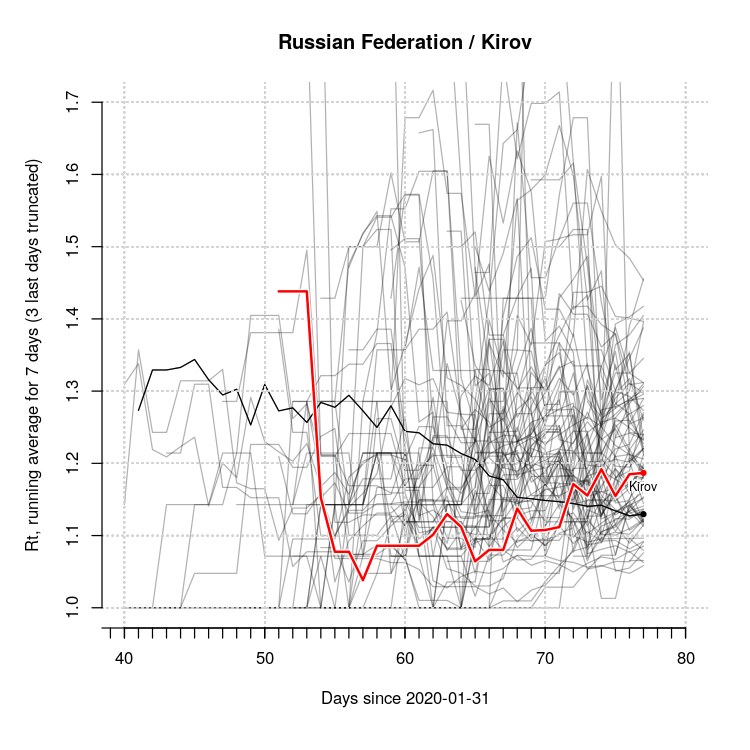 Russian Federation / Kirov
Rt, running average for 7 days (3 last days truncated)
1.7
1.6
1.5
1.4
1.3
1.2
1.1
1.0
Kirov
40 50 60 70 80
Days since 2020-01-31